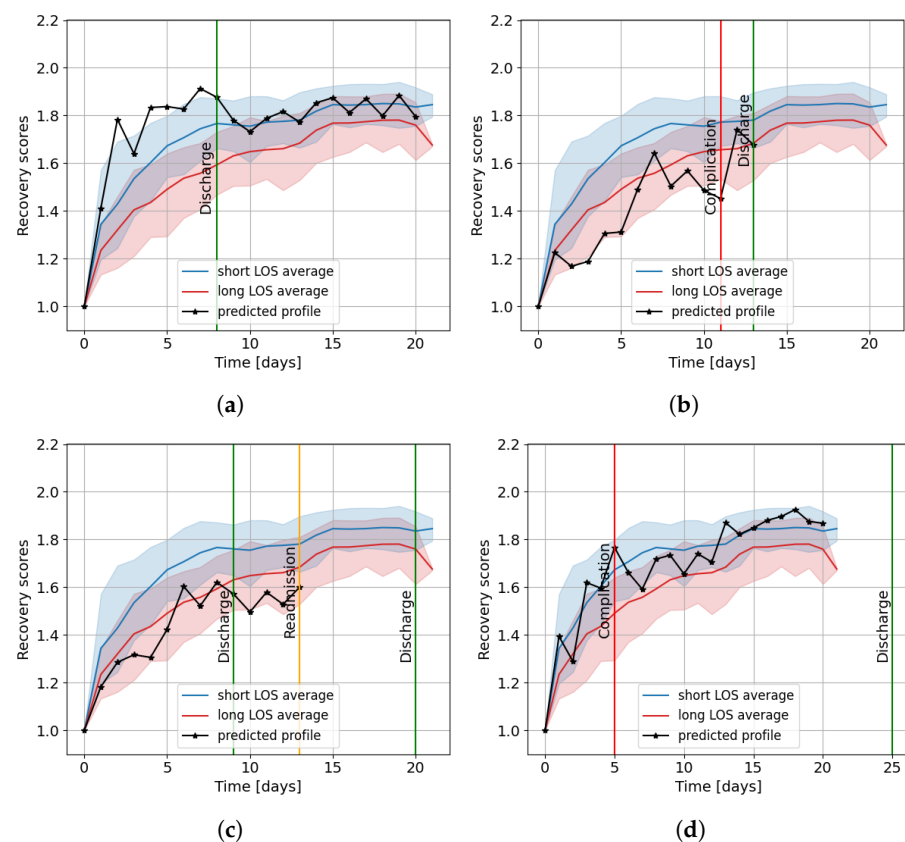 2.2
2.0
1.8
1.6
1.4
1.2
1.0
Recovery scores
Discharge
short LOS average
long LOS average
predicted profile
0 5 10 15 20
Time [days]
(a)
2.2
2.0
1.8
1.6
1.4
1.2
1.0
Recovery scores
Complication
Discharge
short LOS average
long LOS average
predicted profile
0 5 10 15 20
Time [days]
(b)
2.2
2.0
1.8
1.6
1.4
1.2
1.0
Recovery scores
Discharge
Readmission
Discharge
short LOS average
long LOS average
predicted profile
0 5 10 15 20
Time [days]
(c)
2.2
2.0
1.8
1.6
1.4
1.2
1.0
Recovery scores
Complication
Discharge
short LOS average
long LOS average
predicted profile
0 5 10 15 20 25
Time [days]
(d)